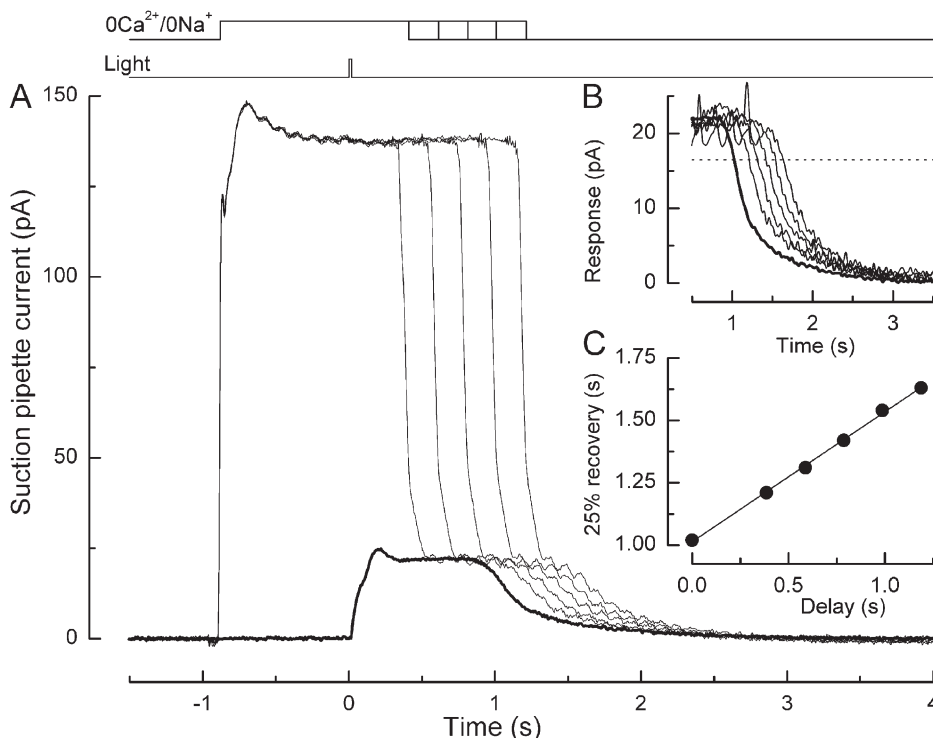 0Ca²⁺/0Na⁺
Light
A
150
100
50
0
Suction pipette current (pA)
-1
0
1
2
3
4
Time (s)
B
20
10
0
Response (pA)
1
2
3
Time (s)
C
1.75
1.50
1.25
1.00
25% recovery (s)
0.0
0.5
1.0
Delay (s)